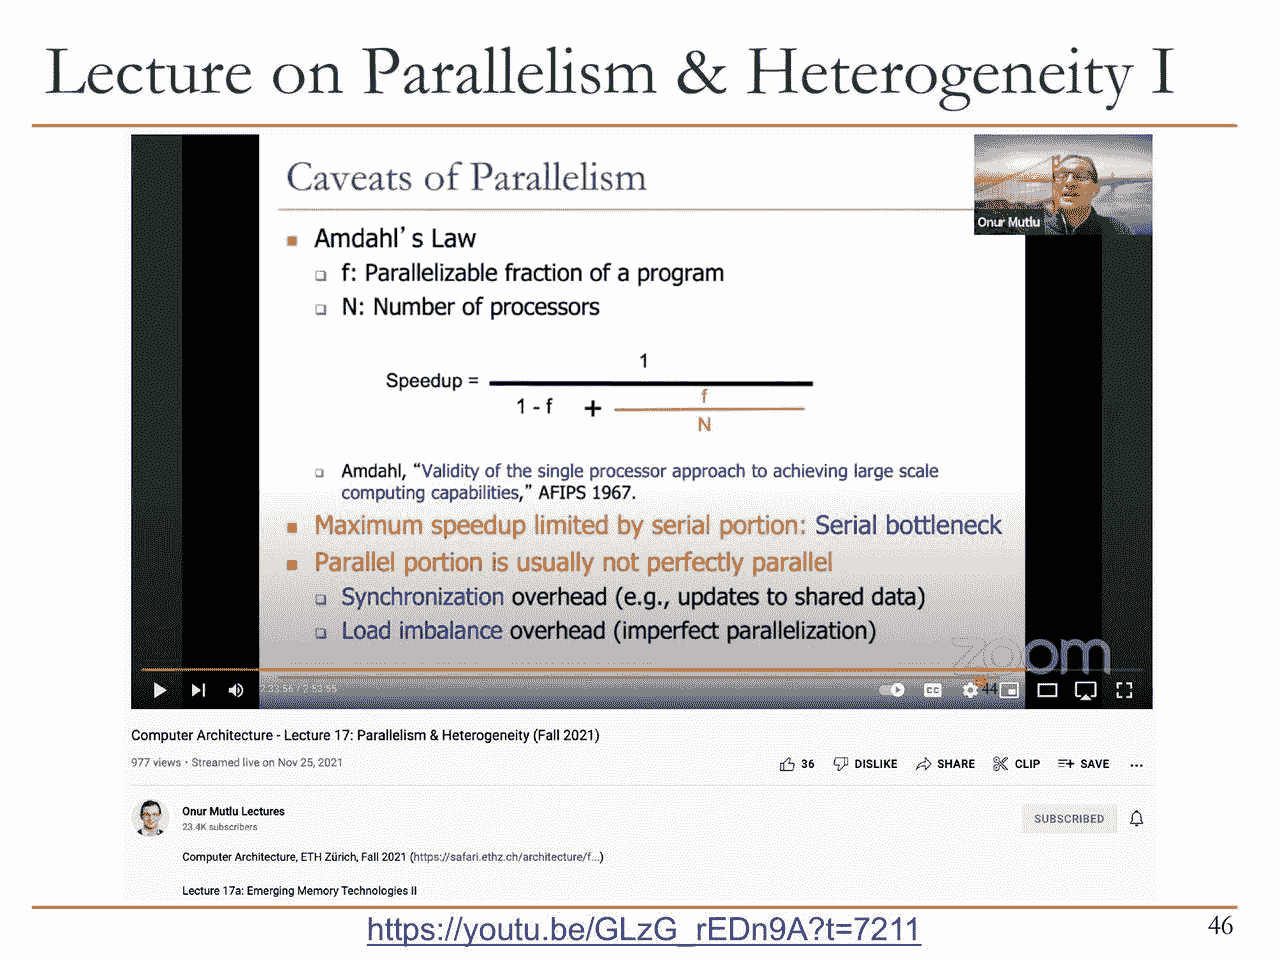 Lecture on Parallelism & Heterogeneity I
Caveats of Parallelism
Onur Mutlu
Amdahl's Law
f: Parallelizable fraction of a program
N: Number of processors
1
Speedup =
1 - f + f
N
Amdahl, “Validity of the single processor approach to achieving large scale
computing capabilities,” AFIPS 1967.
Maximum speedup limited by serial portion: Serial bottleneck
Parallel portion is usually not perfectly parallel
Synchronization overhead (e.g., updates to shared data)
Load imbalance overhead (imperfect parallelization)
zoom
2:33:56 / 2:53:55
CC
44
Computer Architecture - Lecture 17: Parallelism & Heterogeneity (Fall 2021)
977 views • Streamed live on Nov 25, 2021
36 DISLIKE SHARE CLIP SAVE ...
Onur Mutlu Lectures
23.4K subscribers
SUBSCRIBED
Computer Architecture, ETH Zürich, Fall 2021 (https://safari.ethz.ch/architecture/f...)
Lecture 17a: Emerging Memory Technologies II
https://youtu.be/GLzG_rEDn9A?t=7211
46